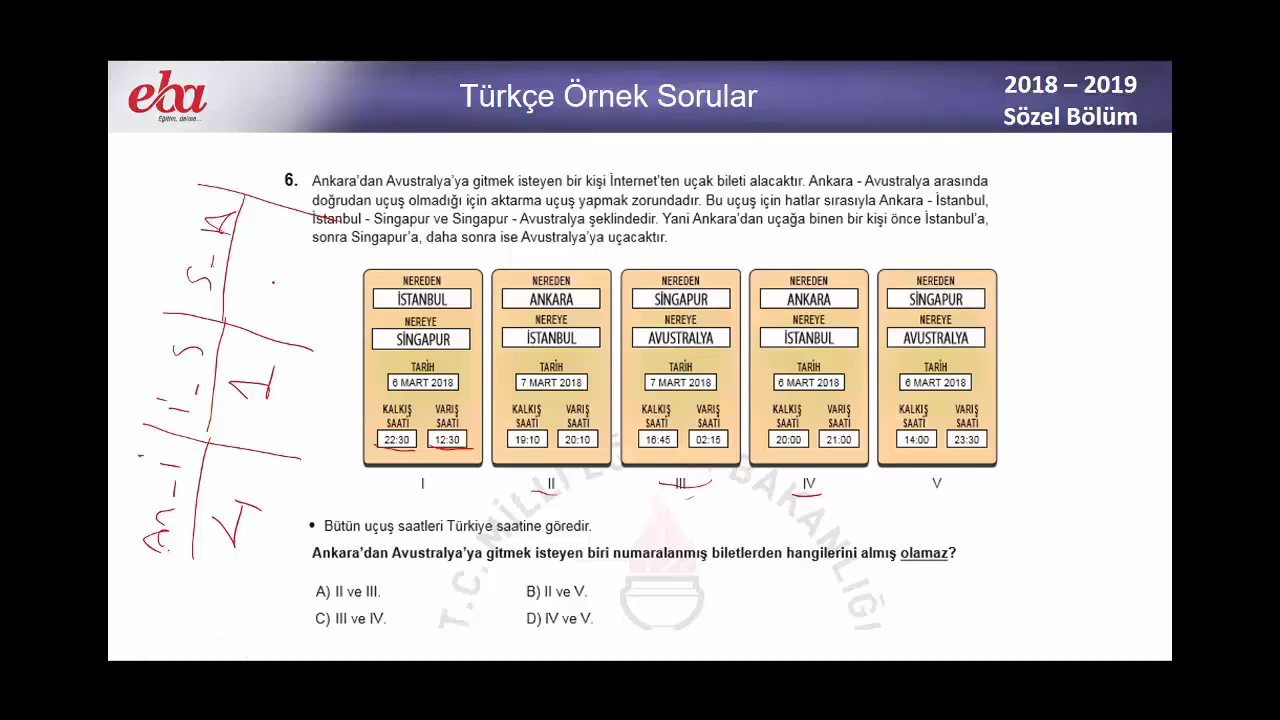 eba
Eğitim, daima...
Türkçe Örnek Sorular
2018 – 2019
Sözel Bölüm
6. Ankara'dan Avustralya'ya gitmek isteyen bir kişi İnternet'ten uçak bileti alacaktır. Ankara - Avustralya arasında
doğrudan uçuş olmadığı için aktarma uçuş yapmak zorundadır. Bu uçuş için hatlar sırasıyla Ankara - İstanbul,
İstanbul - Singapur ve Singapur - Avustralya şeklindedir. Yani Ankara'dan uçağa binen bir kişi önce İstanbul'a,
sonra Singapur'a, daha sonra ise Avustralya'ya uçacaktır.
NEREDEN
İSTANBUL
NEREYE
SİNGAPUR
TARİH
6 MART 2018
KALKIŞ SAATİ VARIŞ SAATİ
22:30 12:30
I
NEREDEN
ANKARA
NEREYE
İSTANBUL
TARİH
7 MART 2018
KALKIŞ SAATİ VARIŞ SAATİ
19:10 20:10
II
NEREDEN
SİNGAPUR
NEREYE
AVUSTRALYA
TARİH
7 MART 2018
KALKIŞ SAATİ VARIŞ SAATİ
16:45 02:15
III
NEREDEN
ANKARA
NEREYE
İSTANBUL
TARİH
6 MART 2018
KALKIŞ SAATİ VARIŞ SAATİ
20:00 21:00
IV
NEREDEN
SİNGAPUR
NEREYE
AVUSTRALYA
TARİH
6 MART 2018
KALKIŞ SAATİ VARIŞ SAATİ
14:00 23:30
V
• Bütün uçuş saatleri Türkiye saatine göredir.
Ankara'dan Avustralya'ya gitmek isteyen biri numaralanmış biletlerden hangilerini almış olamaz?
A) II ve III.
B) II ve V.
C) III ve IV.
D) IV ve V.
An - İ
İ - S
S - A
I